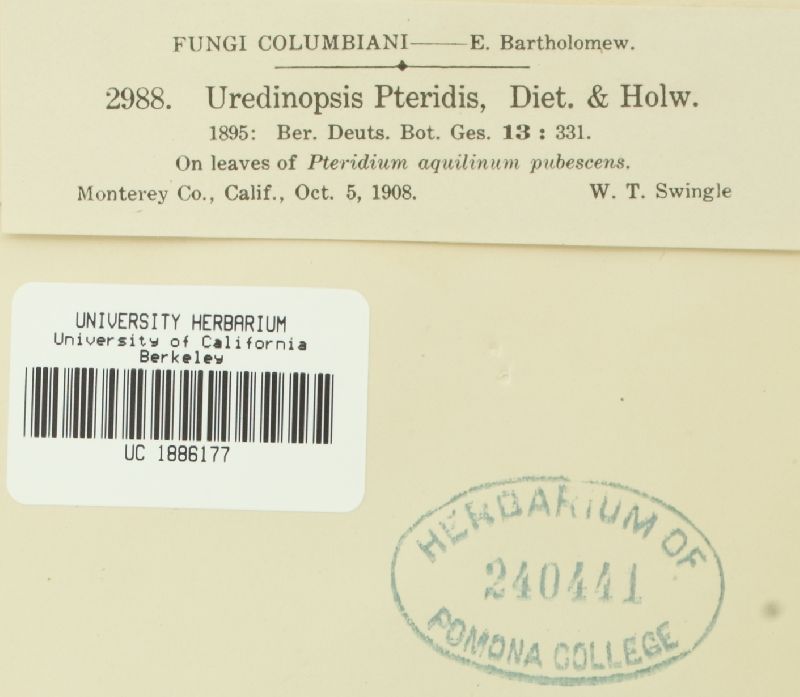 FUNGI COLUMBIANI——E. Bartholomew.
2988. Uredinopsis Pteridis, Diet. & Holw.
1895: Ber. Deuts. Bot. Ges. 13 : 331.
On leaves of Pteridium aquilinum pubescens.
Monterey Co., Calif., Oct. 5, 1908. W. T. Swingle
UNIVERSITY HERBARIUM
University of California
Berkeley
UC 1886177
HERBARIUM OF
240441
POMONA COLLEGE